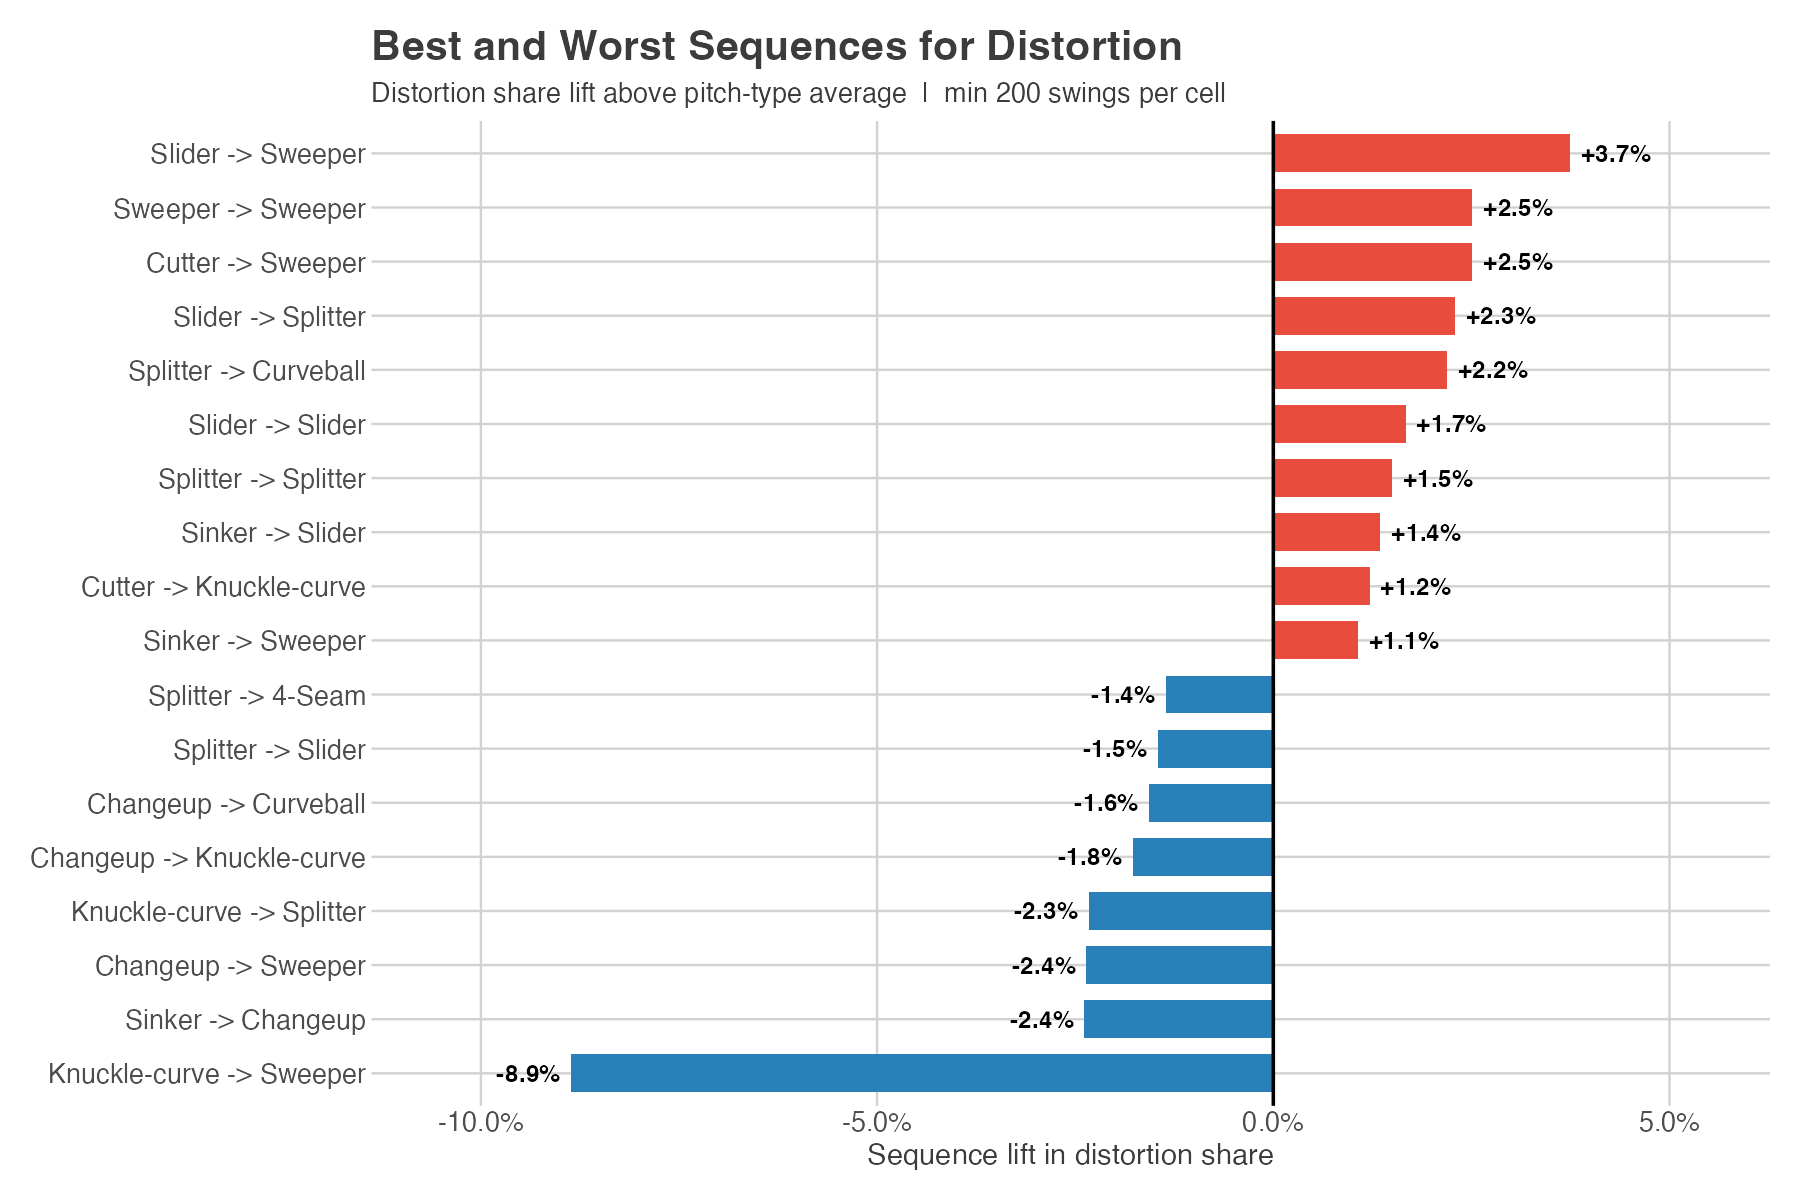 Best and Worst Sequences for Distortion
Distortion share lift above pitch-type average | min 200 swings per cell
Slider -> Sweeper +3.7%
Sweeper -> Sweeper +2.5%
Cutter -> Sweeper +2.5%
Slider -> Splitter +2.3%
Splitter -> Curveball +2.2%
Slider -> Slider +1.7%
Splitter -> Splitter +1.5%
Sinker -> Slider +1.4%
Cutter -> Knuckle-curve +1.2%
Sinker -> Sweeper +1.1%
Splitter -> 4-Seam -1.4%
Splitter -> Slider -1.5%
Changeup -> Curveball -1.6%
Changeup -> Knuckle-curve -1.8%
Knuckle-curve -> Splitter -2.3%
Changeup -> Sweeper -2.4%
Sinker -> Changeup -2.4%
Knuckle-curve -> Sweeper -8.9%
-10.0% -5.0% 0.0% 5.0%
Sequence lift in distortion share